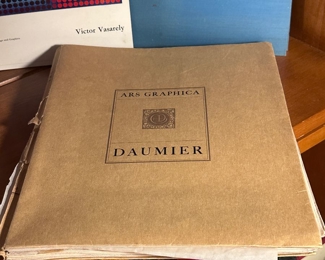 Victor Vasarely
ARS GRAPHICA
DAUMIER